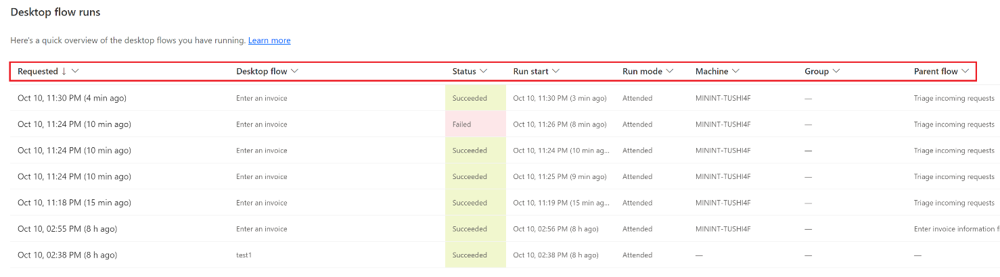 Desktop flow runs
Here's a quick overview of the desktop flows you have running. Learn more
Requested ↓ Desktop flow Status Run start Run mode Machine Group Parent flow
Oct 10, 11:30 PM (4 min ago) Enter an invoice Succeeded Oct 10, 11:30 PM (3 min ago) Attended MININT-TUSHI4F — Triage incoming requests
Oct 10, 11:24 PM (10 min ago) Enter an invoice Failed Oct 10, 11:26 PM (8 min ago) Attended MININT-TUSHI4F — Triage incoming requests
Oct 10, 11:24 PM (10 min ago) Enter an invoice Succeeded Oct 10, 11:24 PM (10 min ag... Attended MININT-TUSHI4F — Triage incoming requests
Oct 10, 11:24 PM (10 min ago) Enter an invoice Succeeded Oct 10, 11:25 PM (9 min ago) Attended MININT-TUSHI4F — Triage incoming requests
Oct 10, 11:18 PM (15 min ago) Enter an invoice Succeeded Oct 10, 11:19 PM (15 min ag... Attended MININT-TUSHI4F — Triage incoming requests
Oct 10, 02:55 PM (8 h ago) Enter an invoice Succeeded Oct 10, 02:56 PM (8 h ago) Attended MININT-TUSHI4F — Enter invoice information f
Oct 10, 02:38 PM (8 h ago) test1 Succeeded Oct 10, 02:38 PM (8 h ago) Attended — — —